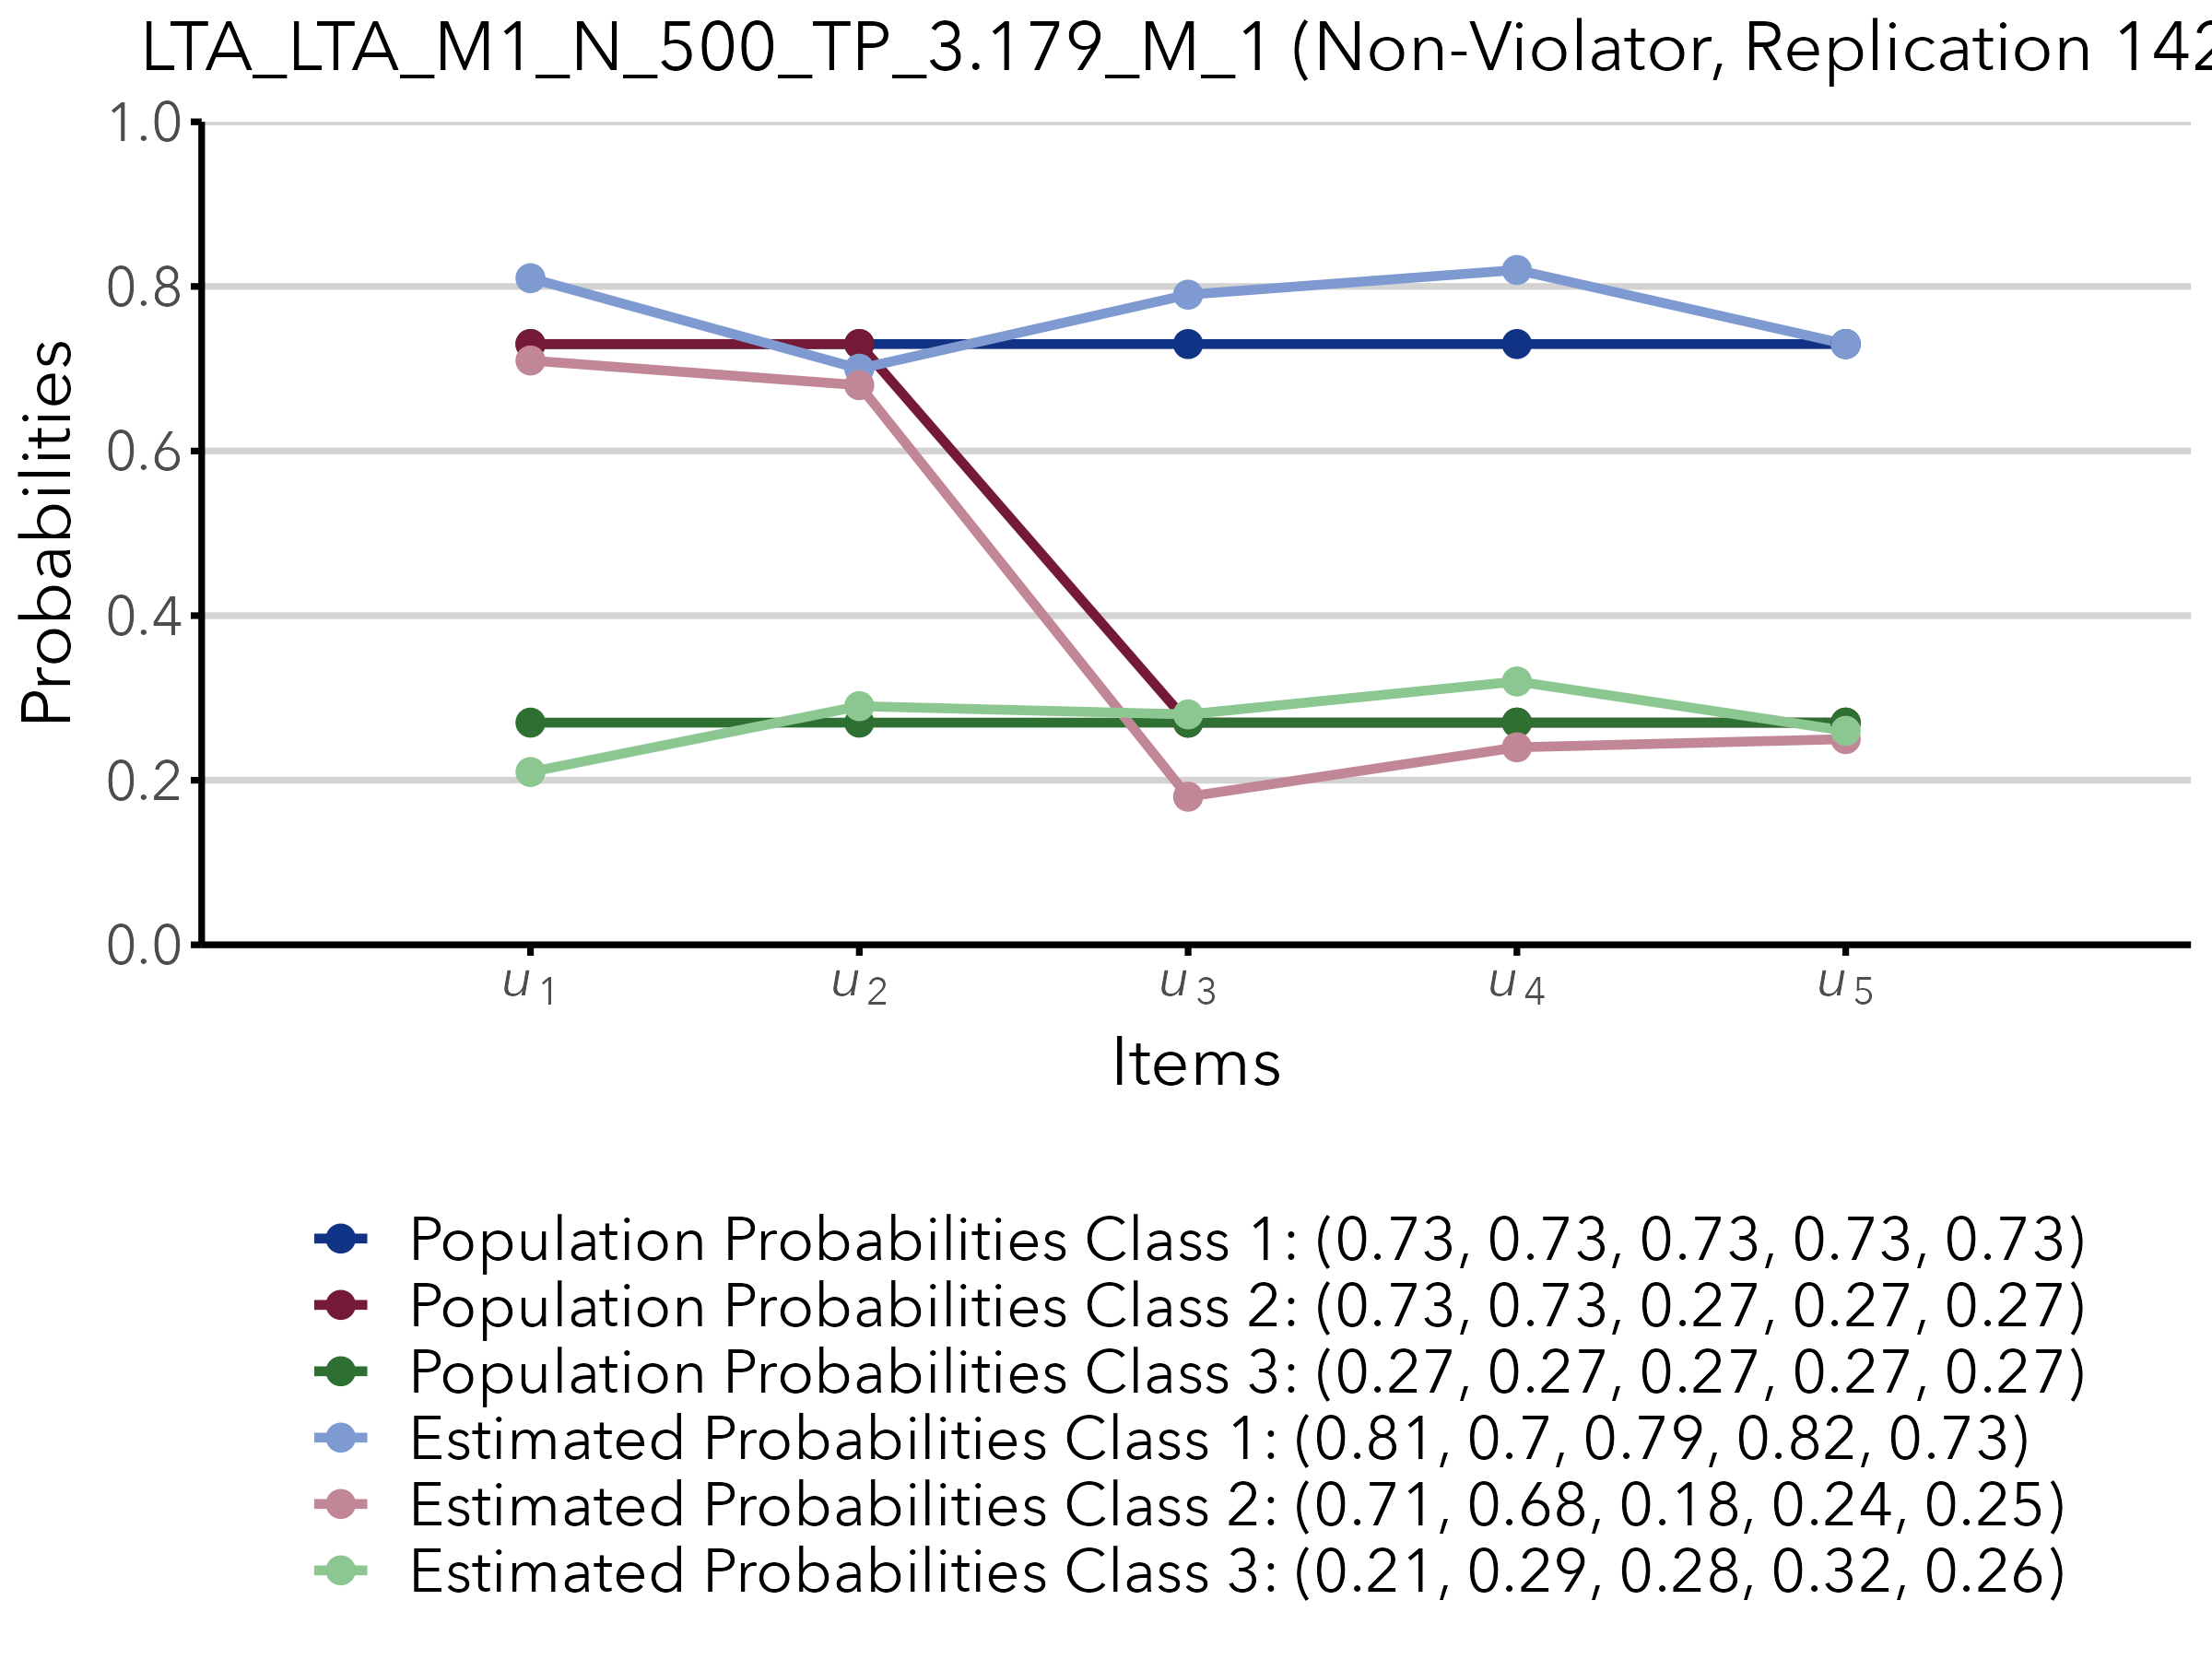 LTA_LTA_M1_N_500_TP_3.179_M_1 (Non-Violator, Replication 142
1.0
0.8
0.6
0.4
0.2
0.0
Probabilities
u1
u2
u3
u4
u5
Items
Population Probabilities Class 1: (0.73, 0.73, 0.73, 0.73, 0.73)
Population Probabilities Class 2: (0.73, 0.73, 0.27, 0.27, 0.27)
Population Probabilities Class 3: (0.27, 0.27, 0.27, 0.27, 0.27)
Estimated Probabilities Class 1: (0.81, 0.7, 0.79, 0.82, 0.73)
Estimated Probabilities Class 2: (0.71, 0.68, 0.18, 0.24, 0.25)
Estimated Probabilities Class 3: (0.21, 0.29, 0.28, 0.32, 0.26)